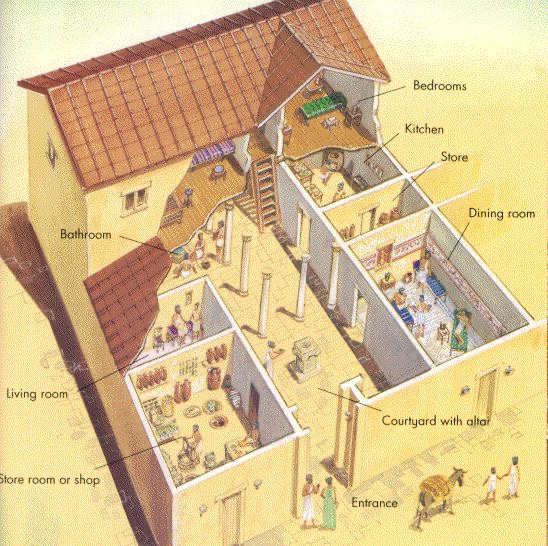 Bedrooms
Kitchen
Store
Dining room
Bathroom
Living room
Courtyard with altar
Store room or shop
Entrance